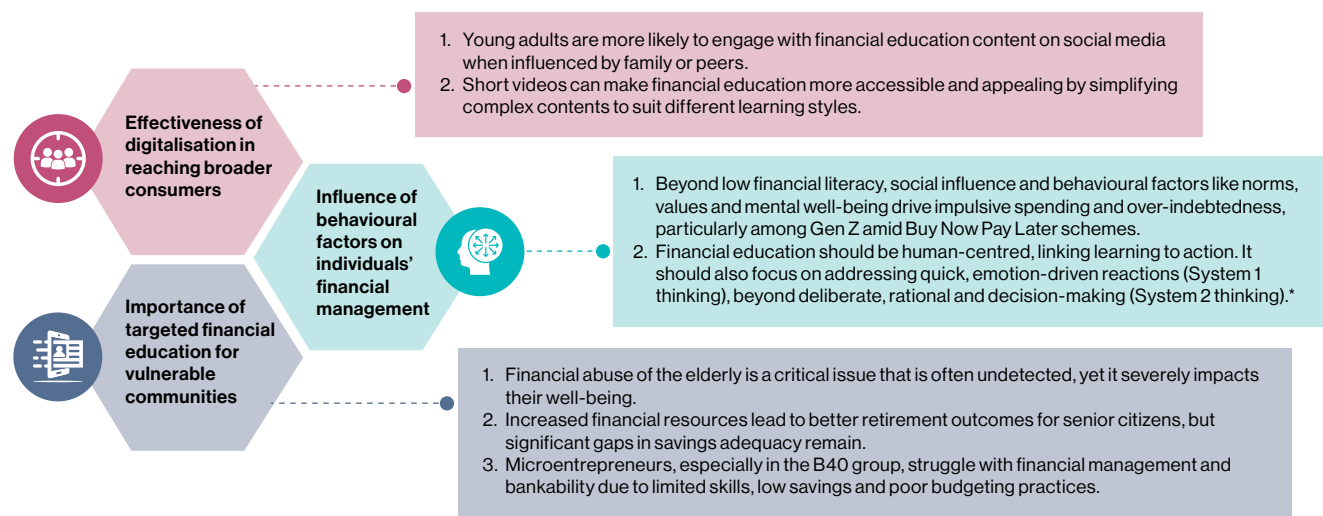 Effectiveness of
digitalisation in
reaching broader
consumers
1. Young adults are more likely to engage with financial education content on social media
when influenced by family or peers.
2. Short videos can make financial education more accessible and appealing by simplifying
complex contents to suit different learning styles.
Influence of
behavioural
factors on
individuals’
financial
management
1. Beyond low financial literacy, social influence and behavioural factors like norms,
values and mental well-being drive impulsive spending and over-indebtedness,
particularly among Gen Z amid Buy Now Pay Later schemes.
2. Financial education should be human-centred, linking learning to action. It
should also focus on addressing quick, emotion-driven reactions (System 1
thinking), beyond deliberate, rational and decision-making (System 2 thinking).*
Importance of
targeted financial
education for
vulnerable
communities
1. Financial abuse of the elderly is a critical issue that is often undetected, yet it severely impacts
their well-being.
2. Increased financial resources lead to better retirement outcomes for senior citizens, but
significant gaps in savings adequacy remain.
3. Microentrepreneurs, especially in the B40 group, struggle with financial management and
bankability due to limited skills, low savings and poor budgeting practices.